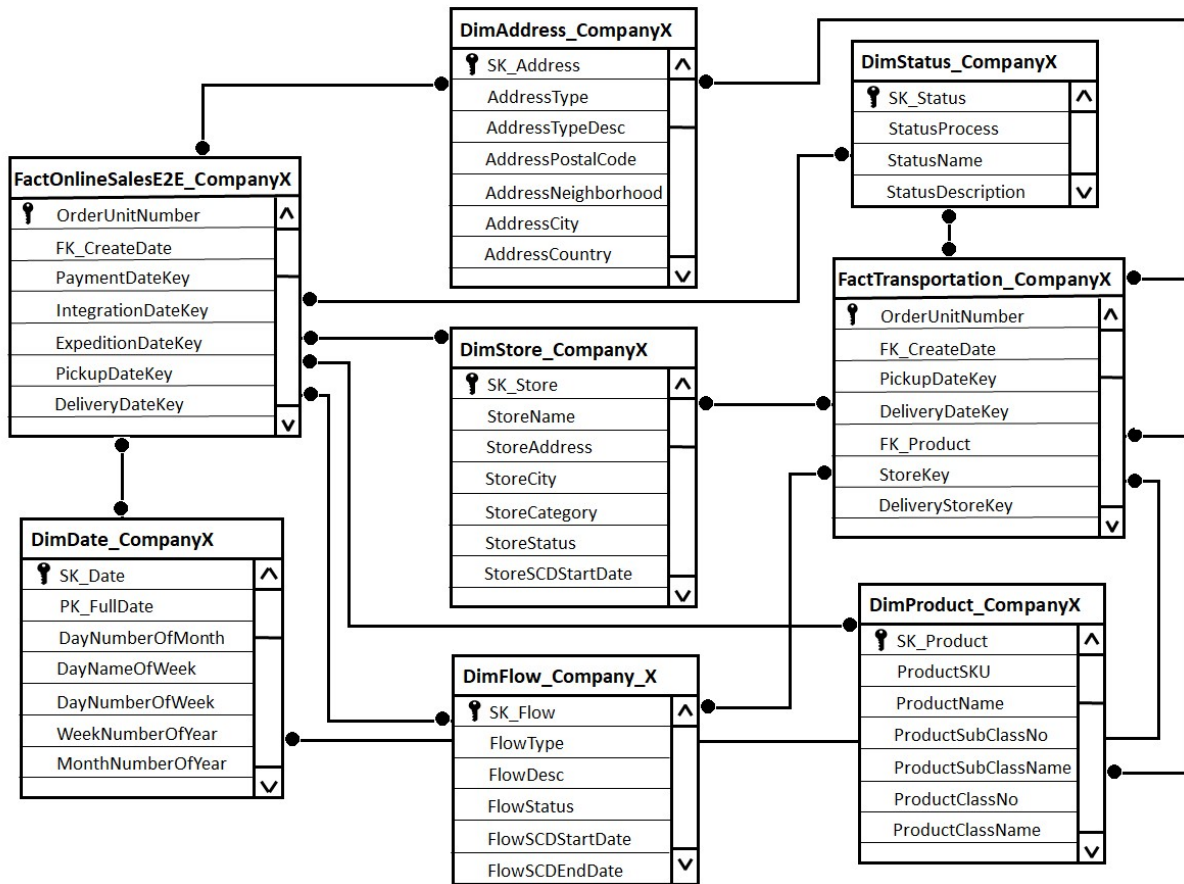 DimAddress_CompanyX
SK_Address
AddressType
AddressTypeDesc
AddressPostalCode
AddressNeighborhood
AddressCity
AddressCountry
DimStatus_CompanyX
SK_Status
StatusProcess
StatusName
StatusDescription
FactOnlineSalesE2E_CompanyX
OrderUnitNumber
FK_CreateDate
PaymentDateKey
IntegrationDateKey
ExpeditionDateKey
PickupDateKey
DeliveryDateKey
DimStore_CompanyX
SK_Store
StoreName
StoreAddress
StoreCity
StoreCategory
StoreStatus
StoreSCDStartDate
FactTransportation_CompanyX
OrderUnitNumber
FK_CreateDate
PickupDateKey
DeliveryDateKey
FK_Product
StoreKey
DeliveryStoreKey
DimDate_CompanyX
SK_Date
PK_FullDate
DayNumberOfMonth
DayNameOfWeek
DayNumberOfWeek
WeekNumberOfYear
MonthNumberOfYear
DimFlow_Company_X
SK_Flow
FlowType
FlowDesc
FlowStatus
FlowSCDStartDate
FlowSCDEndDate
DimProduct_CompanyX
SK_Product
ProductSKU
ProductName
ProductSubClassNo
ProductSubClassName
ProductClassNo
ProductClassName